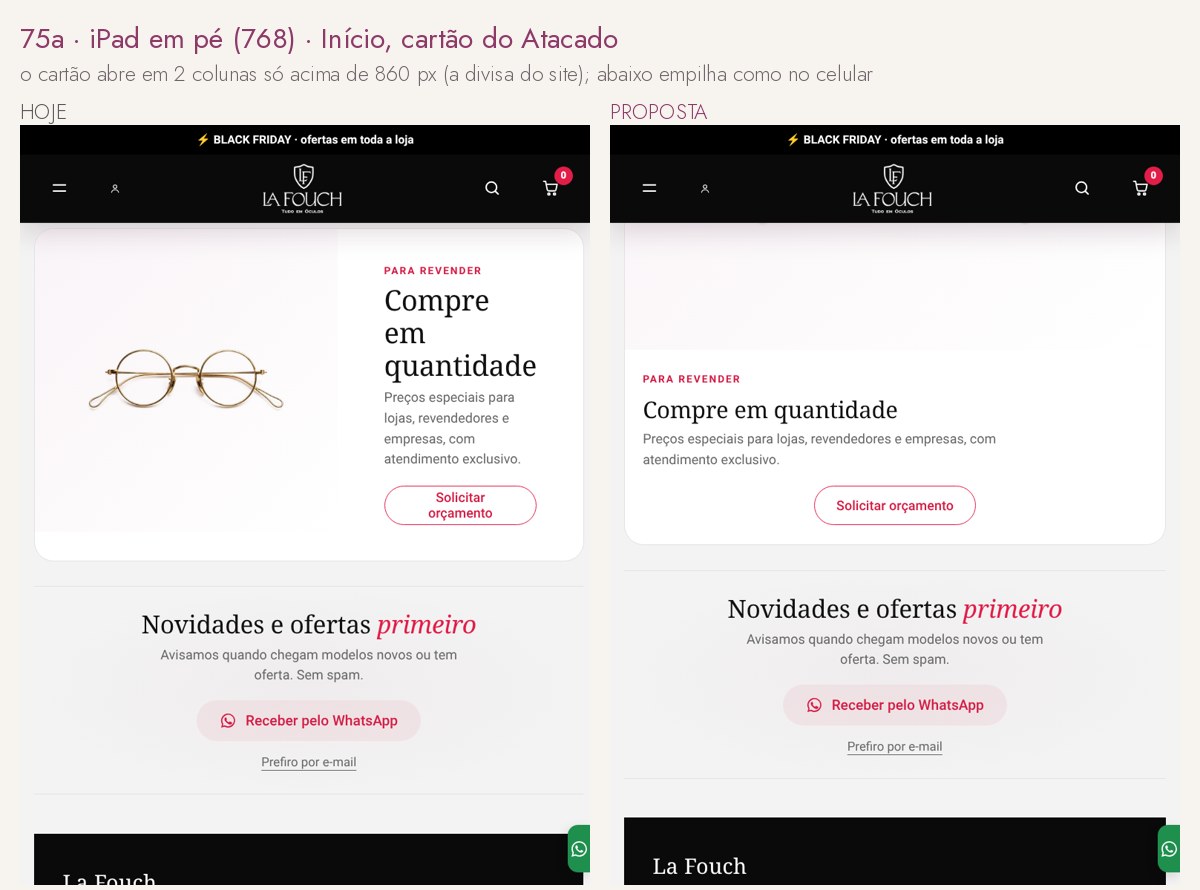 75a · iPad em pé (768) · Início, cartão do Atacado
o cartão abre em 2 colunas só acima de 860 px (a divisa do site); abaixo empilha como no celular
HOJE
⚡ BLACK FRIDAY · ofertas em toda a loja
LF
LA FOUCH
Tudo em Óculos
0
PARA REVENDER
Compre
em
quantidade
Preços especiais para
lojas, revendedores e
empresas, com
atendimento exclusivo.
Solicitar
orçamento
Novidades e ofertas primeiro
Avisamos quando chegam modelos novos ou tem
oferta. Sem spam.
Receber pelo WhatsApp
Prefiro por e-mail
La Fouch
PROPOSTA
⚡ BLACK FRIDAY · ofertas em toda a loja
LF
LA FOUCH
Tudo em Óculos
0
PARA REVENDER
Compre em quantidade
Preços especiais para lojas, revendedores e empresas, com
atendimento exclusivo.
Solicitar orçamento
Novidades e ofertas primeiro
Avisamos quando chegam modelos novos ou tem
oferta. Sem spam.
Receber pelo WhatsApp
Prefiro por e-mail
La Fouch